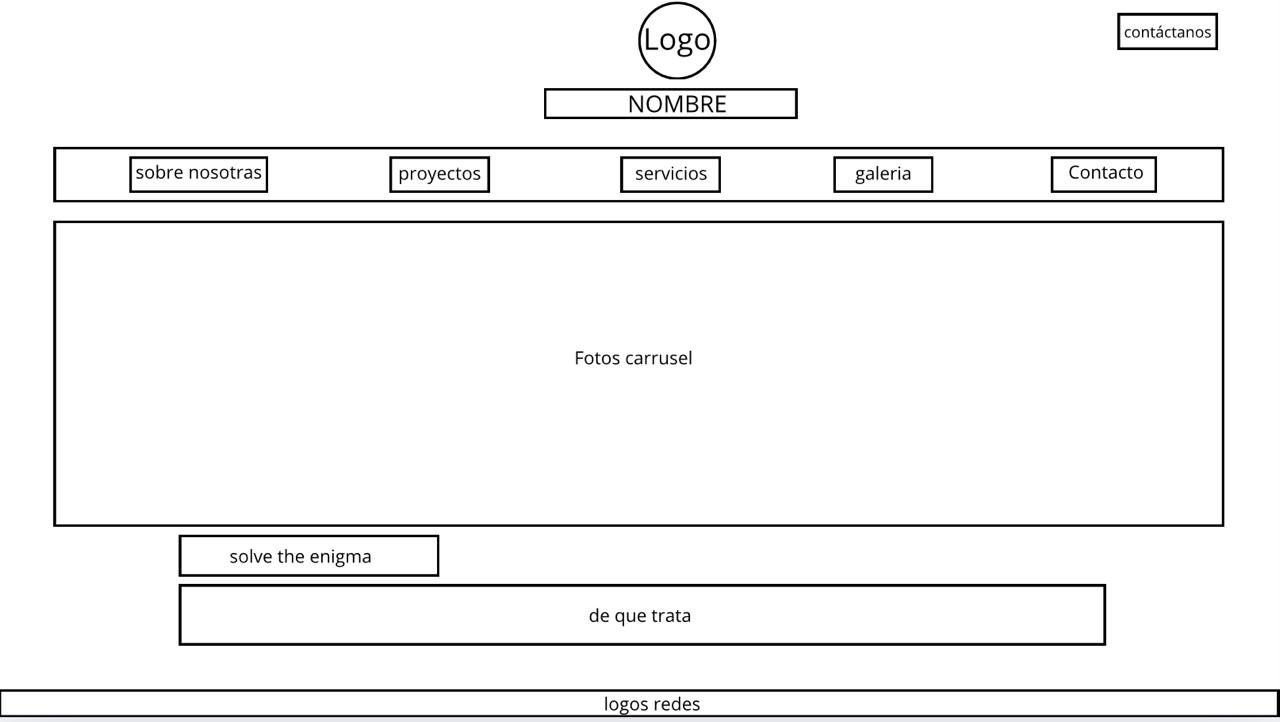 Logo
contáctanos
NOMBRE
sobre nosotras
proyectos
servicios
galeria
Contacto
Fotos carrusel
solve the enigma
de que trata
logos redes